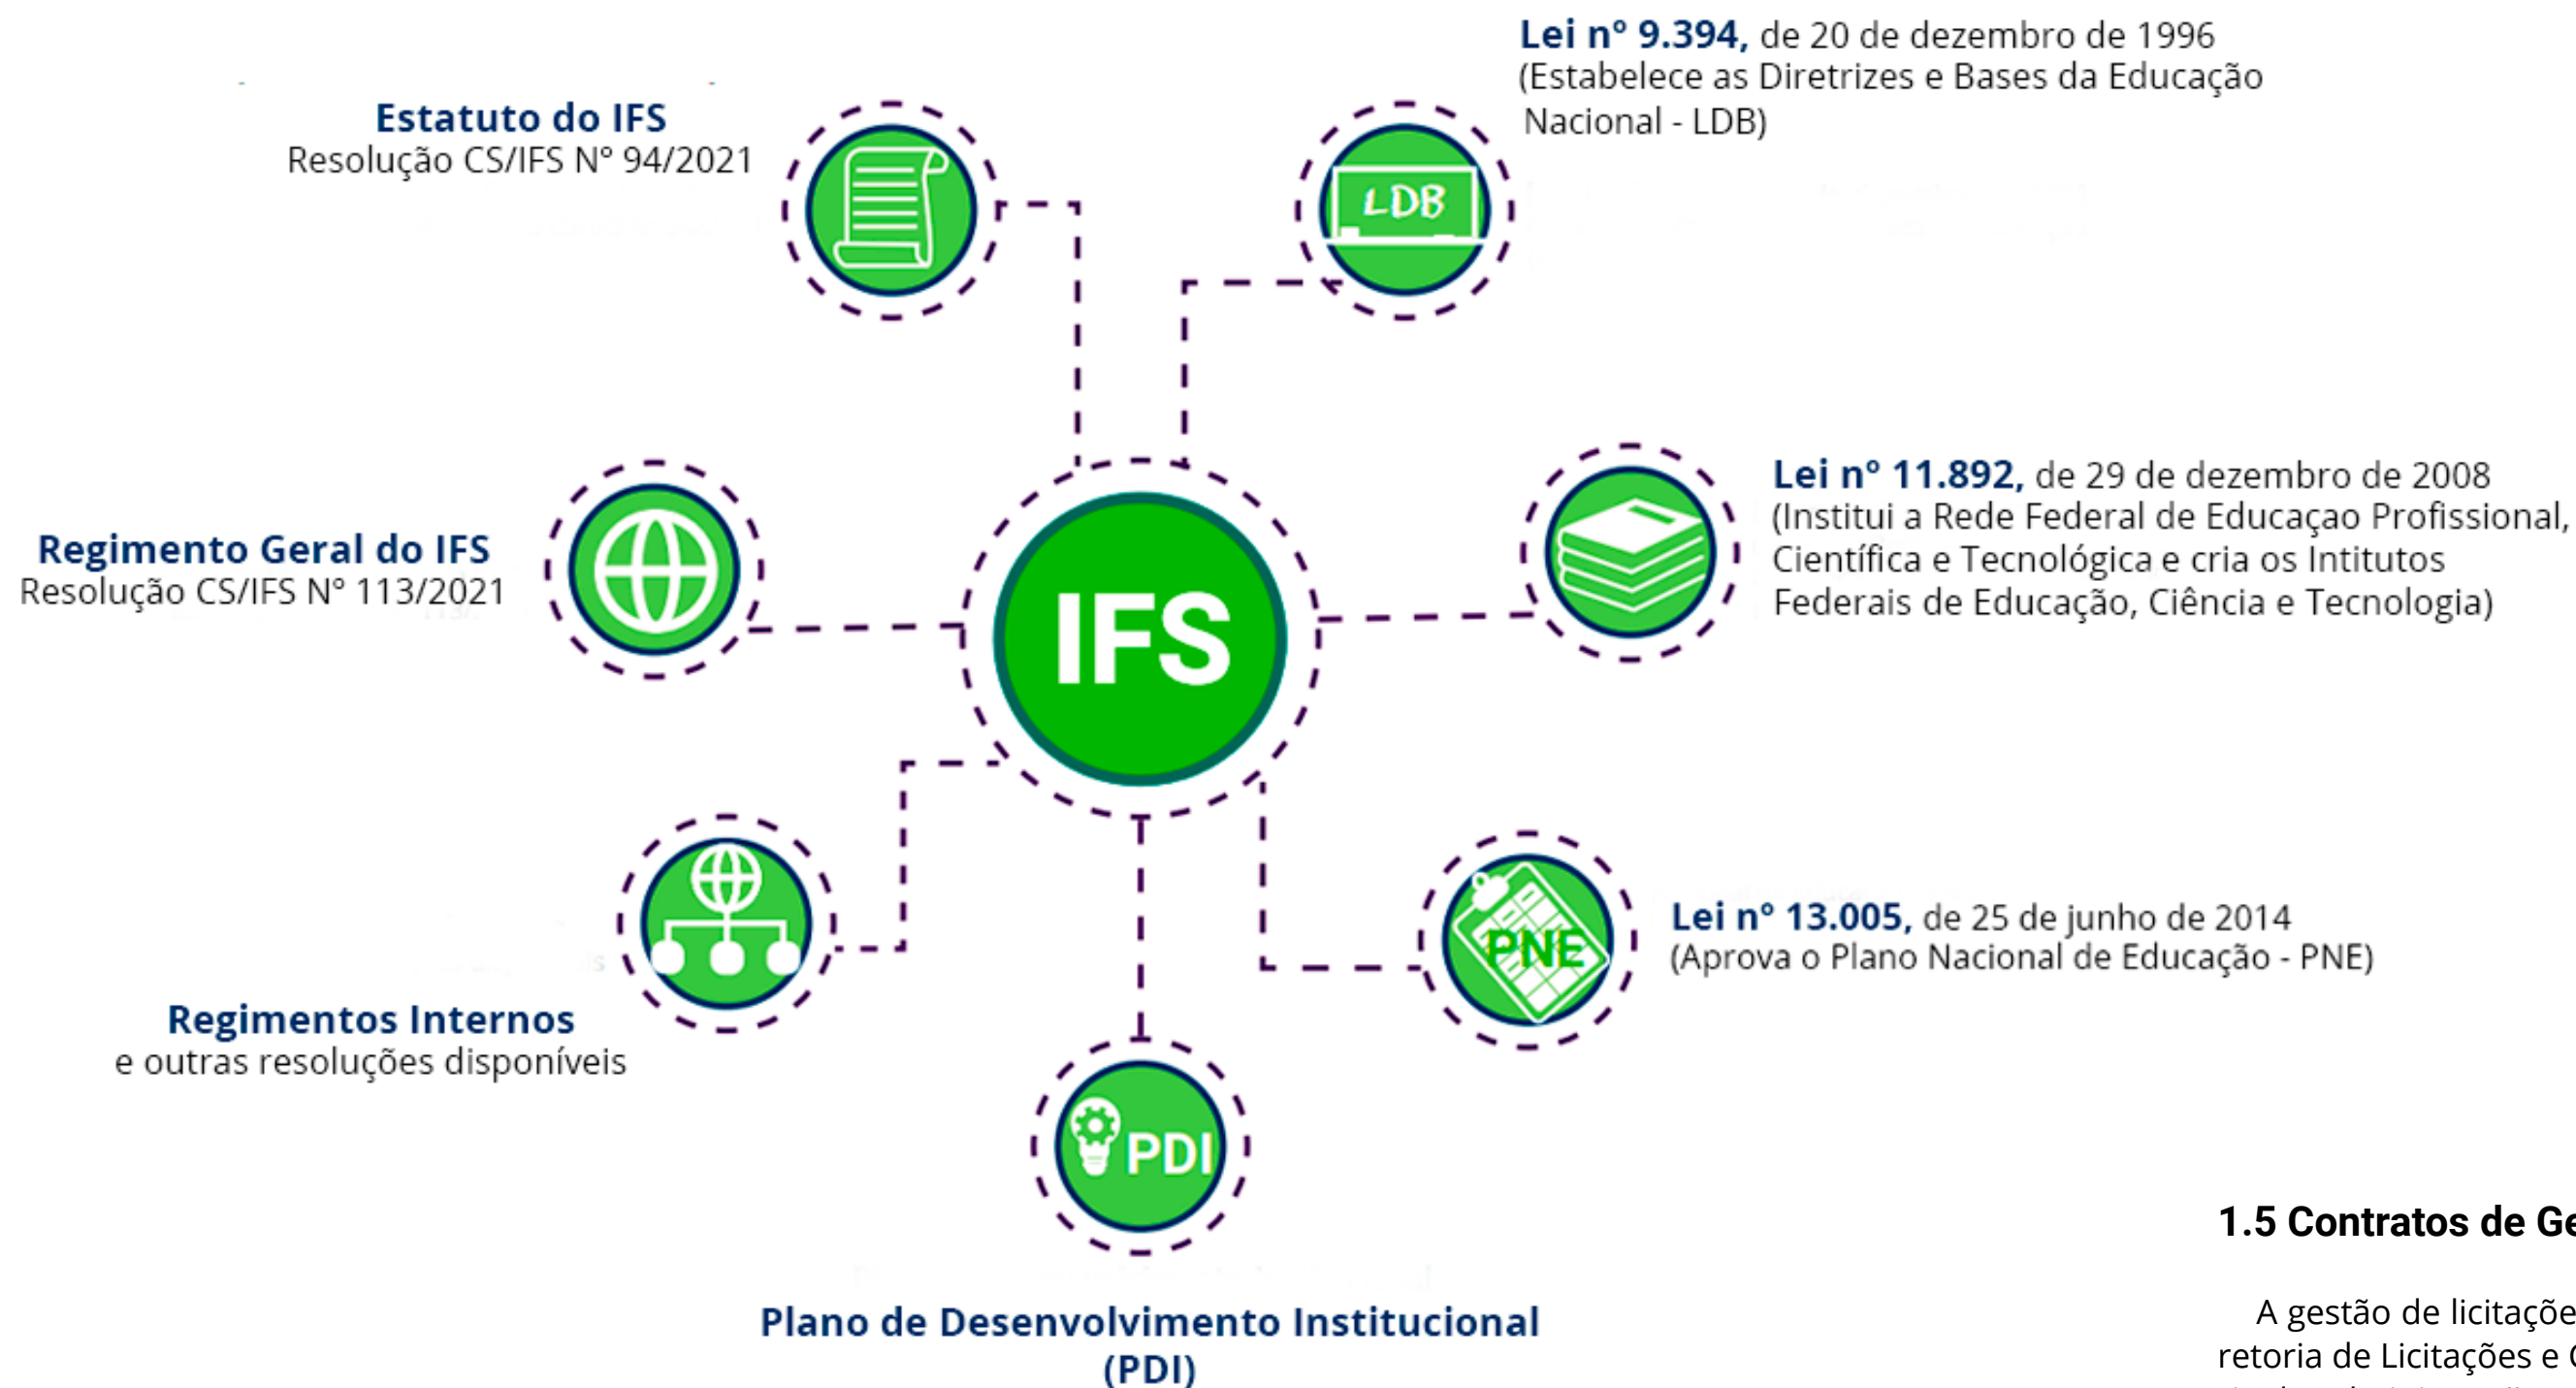 Estatuto do IFS
Resolução CS/IFS Nº 94/2021
Lei nº 9.394, de 20 de dezembro de 1996
(Estabelece as Diretrizes e Bases da Educação
Nacional - LDB)
LDB
Regimento Geral do IFS
Resolução CS/IFS Nº 113/2021
IFS
Lei nº 11.892, de 29 de dezembro de 2008
(Institui a Rede Federal de Educaçao Profissional,
Científica e Tecnológica e cria os Intitutos
Federais de Educação, Ciência e Tecnologia)
Regimentos Internos
e outras resoluções disponíveis
PNE
Lei nº 13.005, de 25 de junho de 2014
(Aprova o Plano Nacional de Educação - PNE)
PDI
Plano de Desenvolvimento Institucional
(PDI)
1.5 Contratos de
A gestão de
retoria de Licitações e